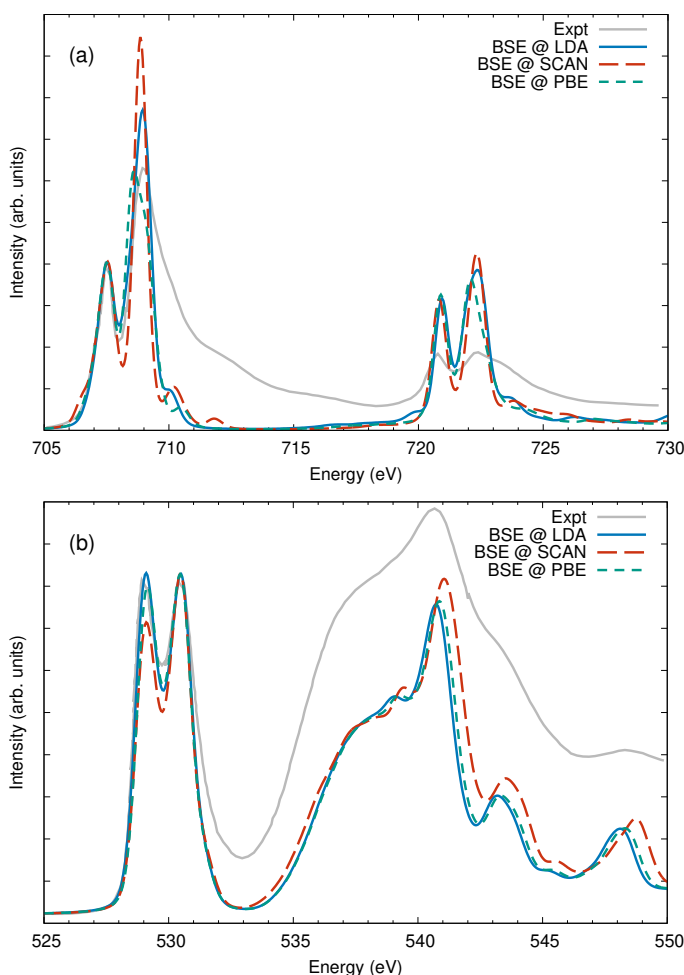 (a)
Expt
BSE @ LDA
BSE @ SCAN
BSE @ PBE
Intensity (arb. units)
705 710 715 720 725 730
Energy (eV)
(b)
Expt
BSE @ LDA
BSE @ SCAN
BSE @ PBE
Intensity (arb. units)
525 530 535 540 545 550
Energy (eV)